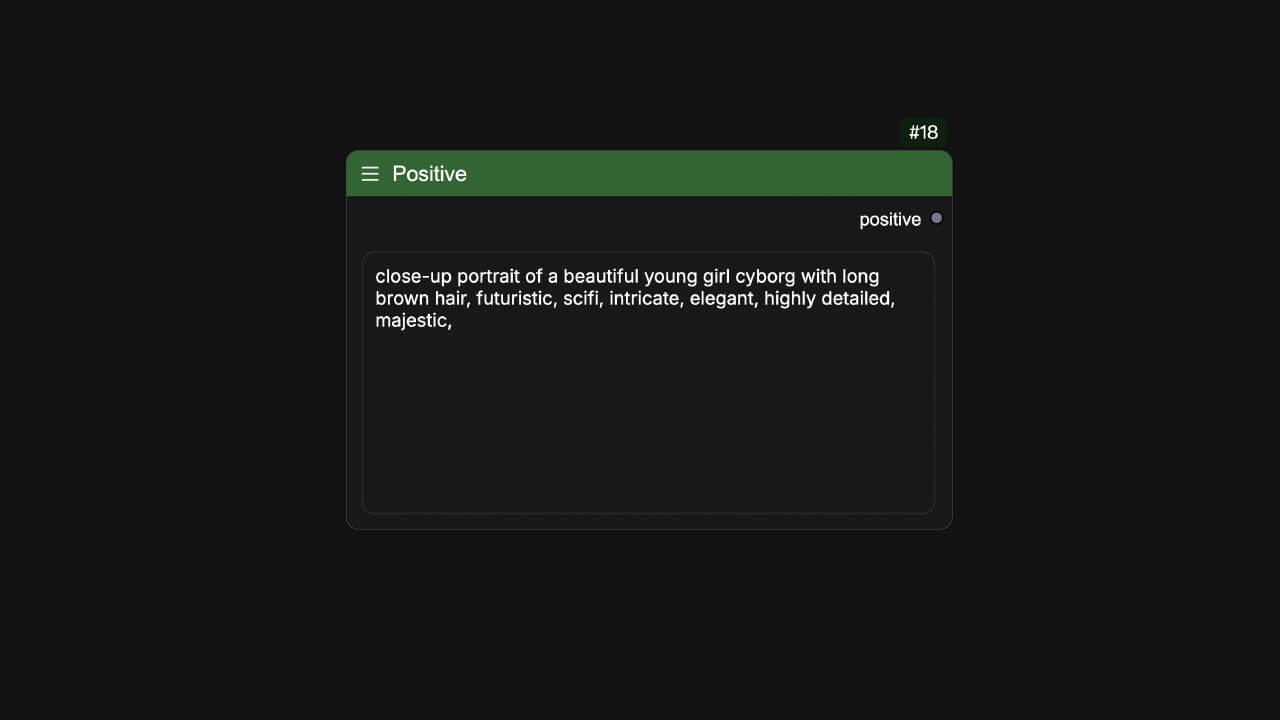 #18
Positive
positive
close-up portrait of a beautiful young girl cyborg with long
brown hair, futuristic, scifi, intricate, elegant, highly detailed,
majestic,